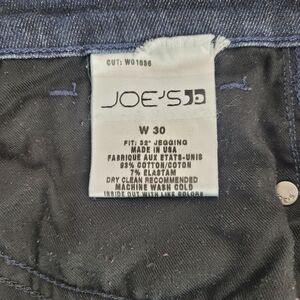 CUT: WO1686
JOE'S
W 30
FIT: 32" JEGGING
MADE IN USA
FABRIQUE AUX ETATS-UNIS
93% COTTON/COTON
7% ELASTAM
DRY CLEAN RECOMMENDED
MACHINE WASH COLD
INSIDE OUT WITH LIKE COLORS